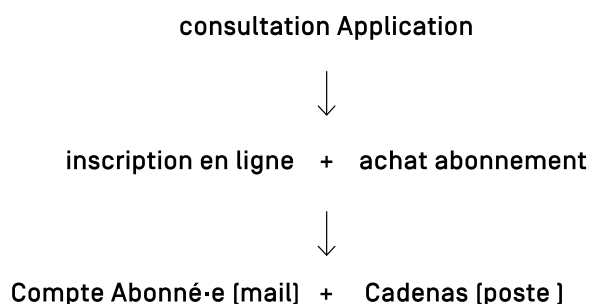 consultation Application
inscription en ligne + achat abonnement
Compte Abonné·e (mail) + Cadenas (poste )